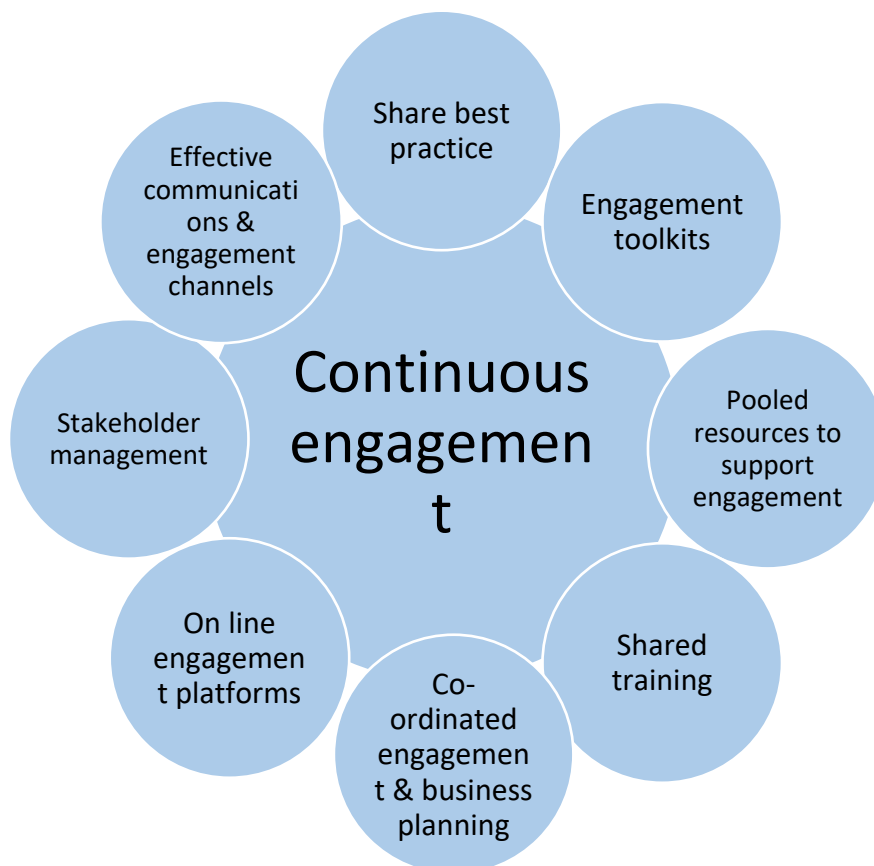 Share best
practice
Engagement
toolkits
Pooled
resources to
support
engagement
Shared
training
Co-
ordinated
engagemen
t & business
planning
On line
engagemen
t platforms
Stakeholder
management
Effective
communicati
ons &
engagement
channels
Continuous
engagemen
t